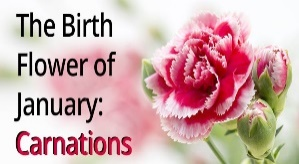 The Birth
Flower of
January:
Carnations